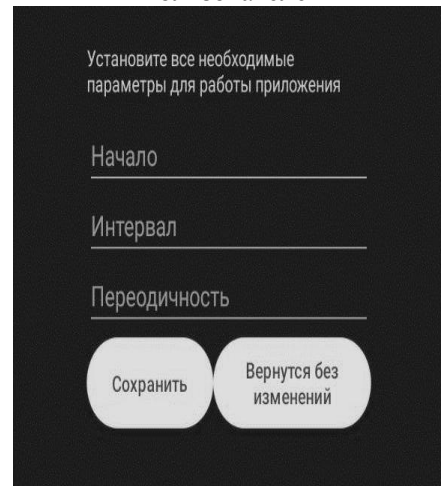 Установите все необходимые
параметры для работы приложения
Начало
Интервал
Переодичность
Сохранить
Вернутся без
изменений